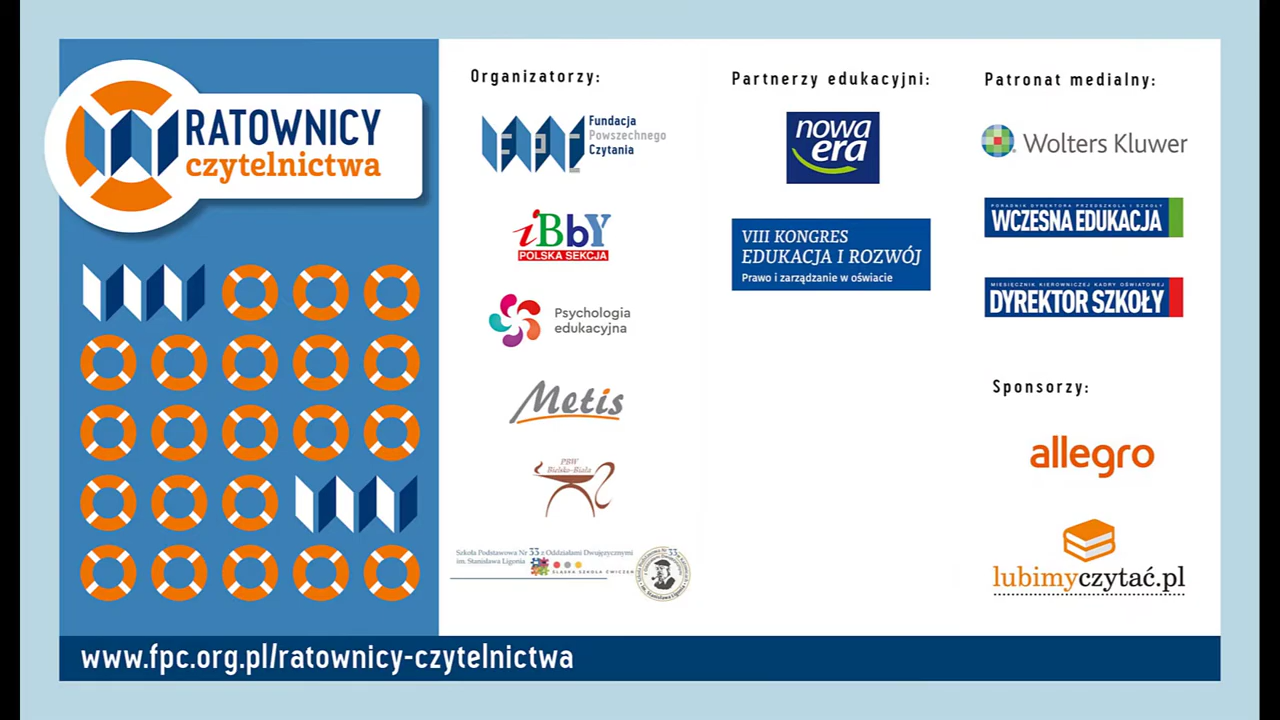 RATOWNICY
czytelnictwa
Organizatorzy:
FPC
Fundacja
Powszechnego
Czytania
iBbY
POLSKA SEKCJA
Psychologia
edukacyjna
Metis
PBW
Bielsko-Biała
Szkoła Podstawowa Nr 33 z Oddziałami Dwujęzycznymi
im. Stanisława Ligonia
ŚLĄSKA SZKOŁA ĆWICZEŃ
Partnerzy edukacyjni:
nowa
era
VIII KONGRES
EDUKACJA I ROZWÓJ
Prawo i zarządzanie w oświacie
Patronat medialny:
Wolters Kluwer
PORADNIK DYREKTORA PRZEDSZKOLA I SZKOŁY
WCZESNA EDUKACJA
MIESIĘCZNIK KIEROWNICZEJ KADRY OŚWIATOWEJ
DYREKTOR SZKOŁY
Sponsorzy:
allegro
lubimyczytać.pl
www.fpc.org.pl/ratownicy-czytelnictwa